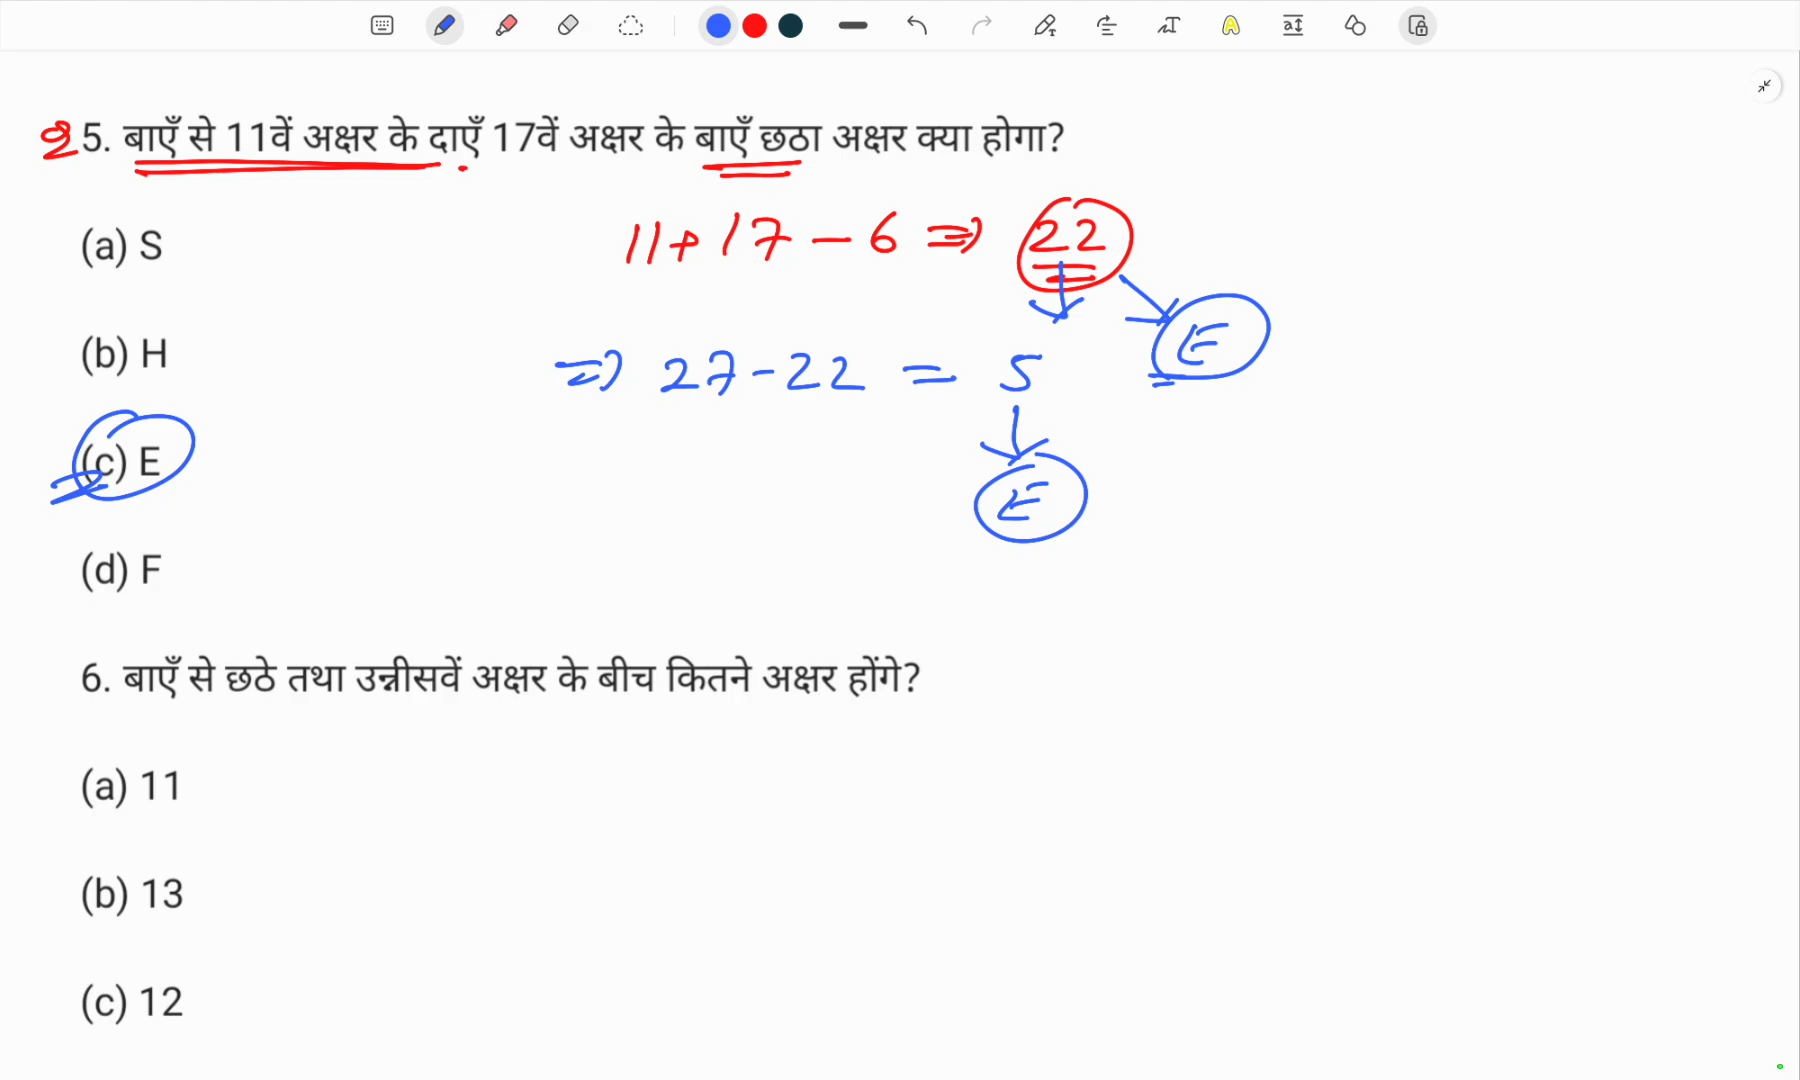 Q 5. बाएँ से 11वें अक्षर के दाएँ 17वें अक्षर के बाएँ छठा अक्षर क्या होगा?
11+17-6 ⇒ 22
(a) S
E
(b) H
⇒ 27-22 = 5
(c) E
E
(d) F
6. बाएँ से छठे तथा उन्नीसवें अक्षर के बीच कितने अक्षर होंगे?
(a) 11
(b) 13
(c) 12